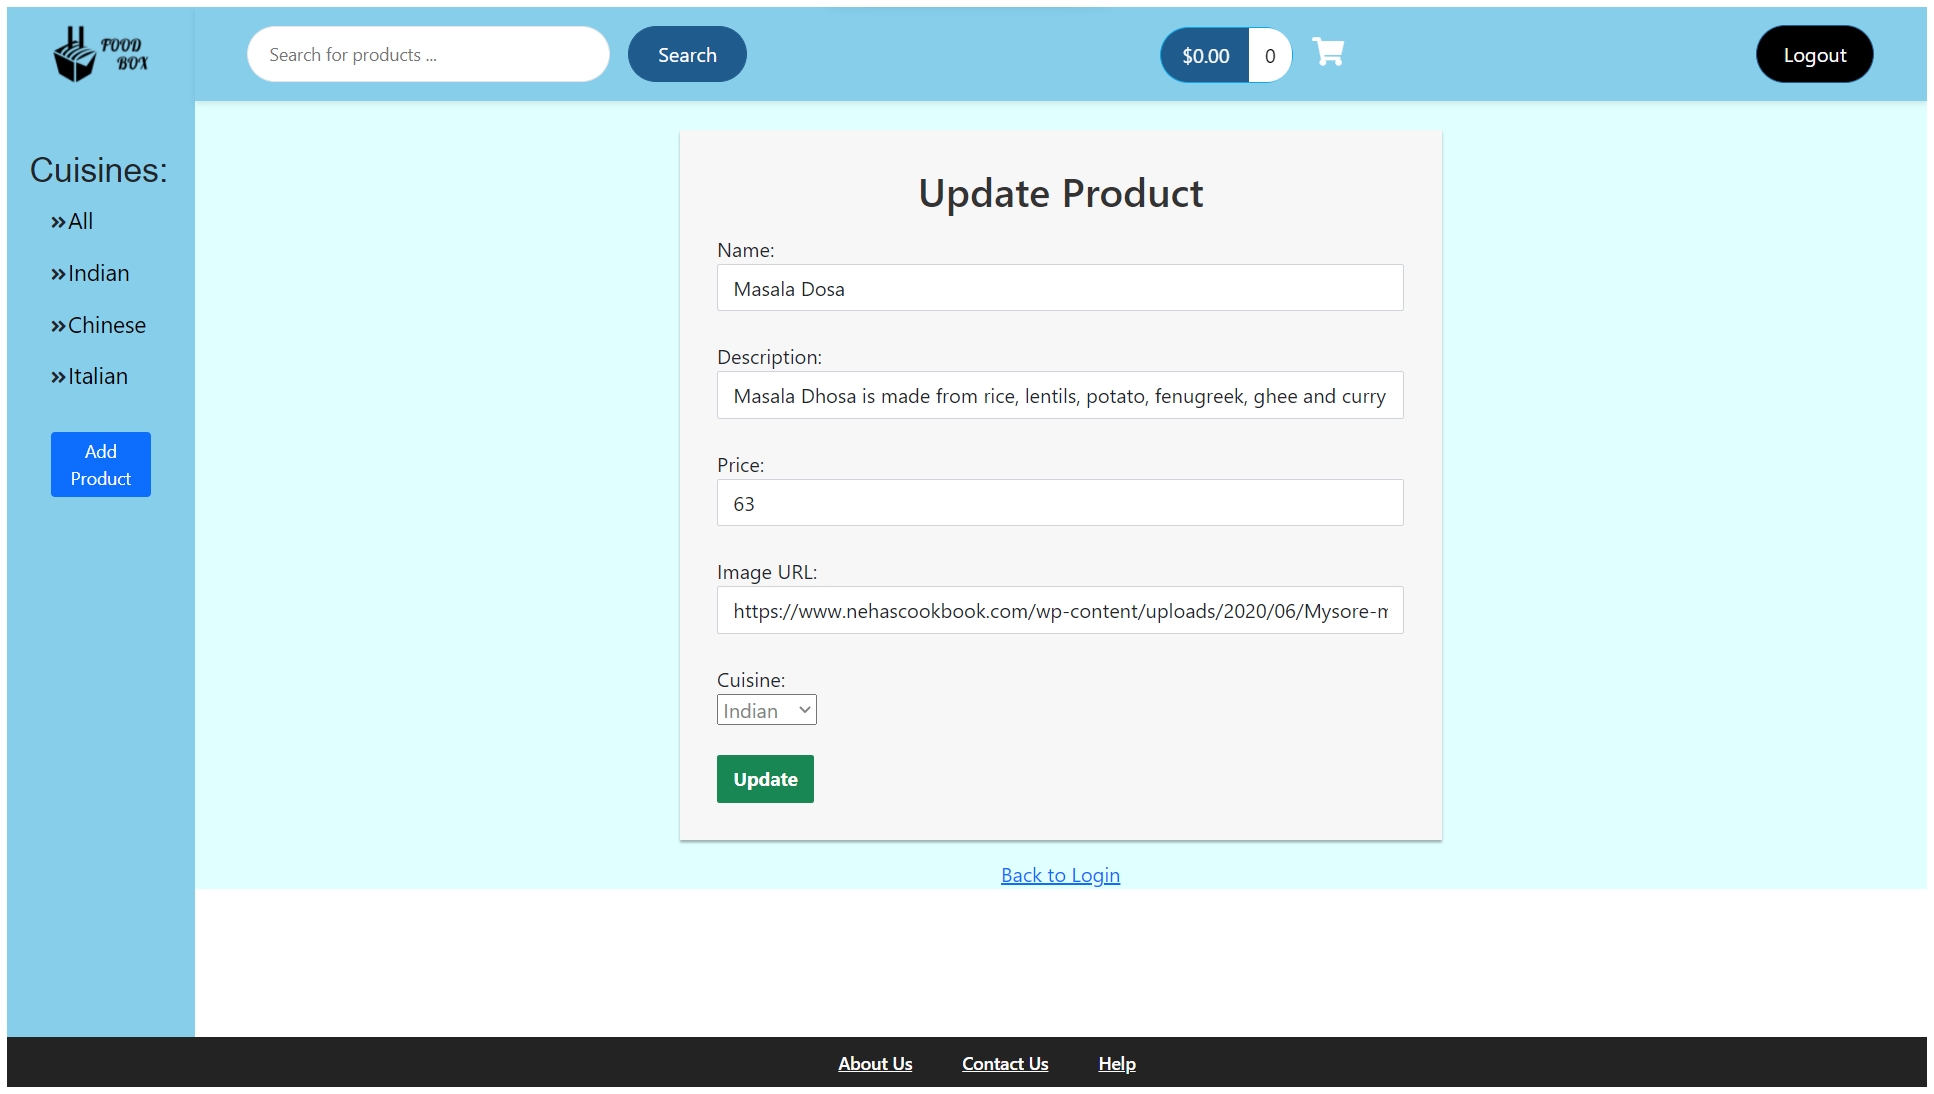 FOOD
BOX
Search for products ...
Search
$0.00
0
Logout
Cuisines:
»All
»Indian
»Chinese
»Italian
Add
Product
Update Product
Name:
Masala Dosa
Description:
Masala Dhosa is made from rice, lentils, potato, fenugreek, ghee and curry
Price:
63
Image URL:
https://www.nehascookbook.com/wp-content/uploads/2020/06/Mysore-m
Cuisine:
Indian
Update
Back to Login
About Us
Contact Us
Help